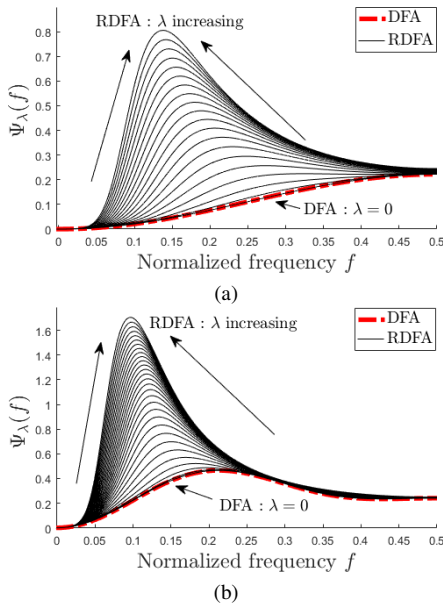 RDFA : λ increasing
DFA
RDFA
0.8
0.7
0.6
0.5
0.4
0.3
0.2
0.1
0
Ψλ(f)
DFA : λ = 0
0 0.05 0.1 0.15 0.2 0.25 0.3 0.35 0.4 0.45 0.5
Normalized frequency f
(a)
RDFA : λ increasing
DFA
RDFA
1.6
1.4
1.2
1
0.8
0.6
0.4
0.2
0
Ψλ(f)
DFA : λ = 0
0 0.05 0.1 0.15 0.2 0.25 0.3 0.35 0.4 0.45 0.5
Normalized frequency f
(b)